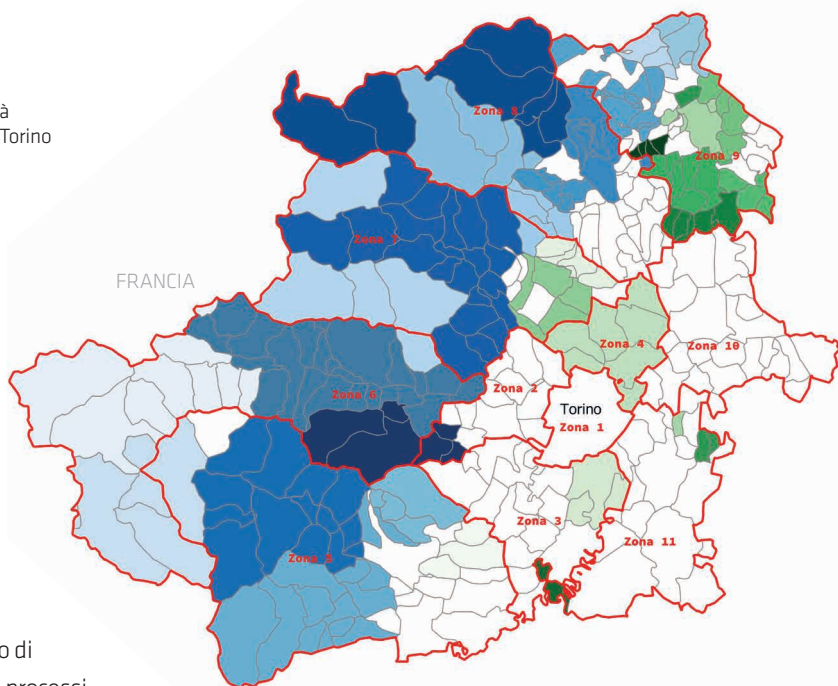 à
Torino
FRANCIA
Zona 8
Zona 9
Zona 7
Zona 4
Zona 10
Zona 2
Zona 6
Torino
Zona 1
Zona 3
Zona 11
Zona 5
o di
processi